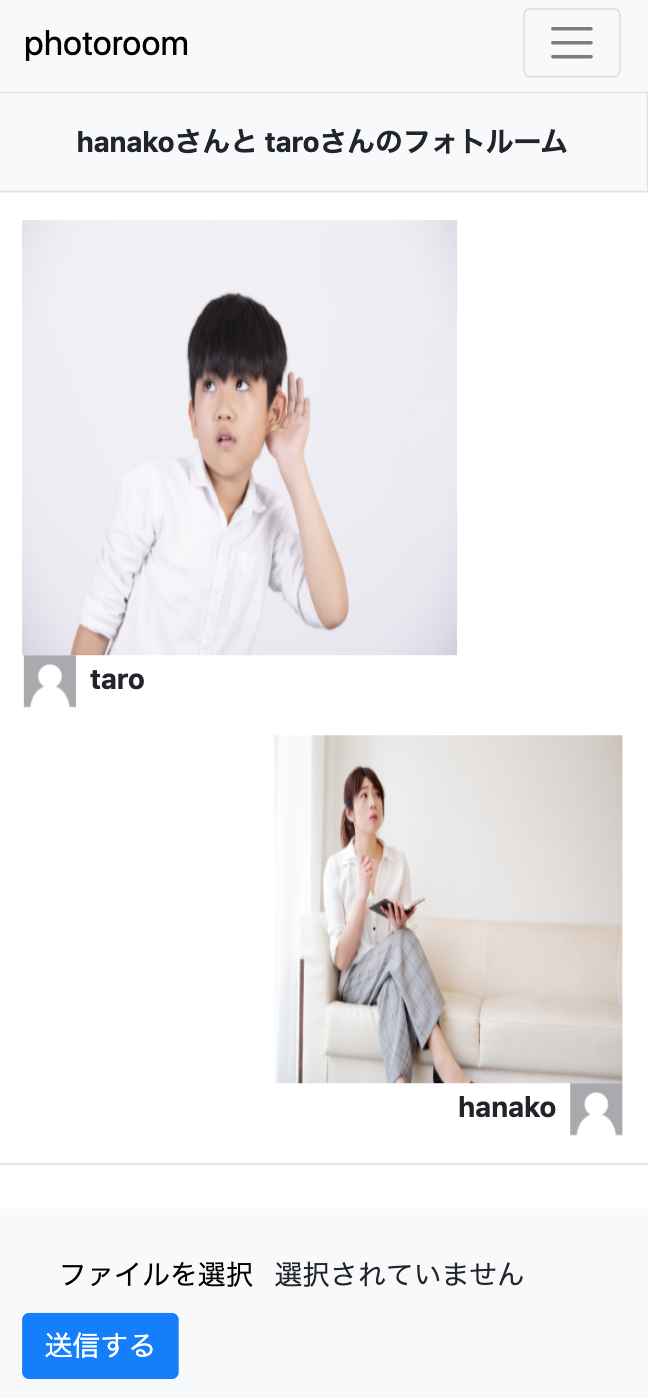 photoroom
hanakoさんと taroさんのフォトルーム
taro
hanako
ファイルを選択 選択されていません
送信する